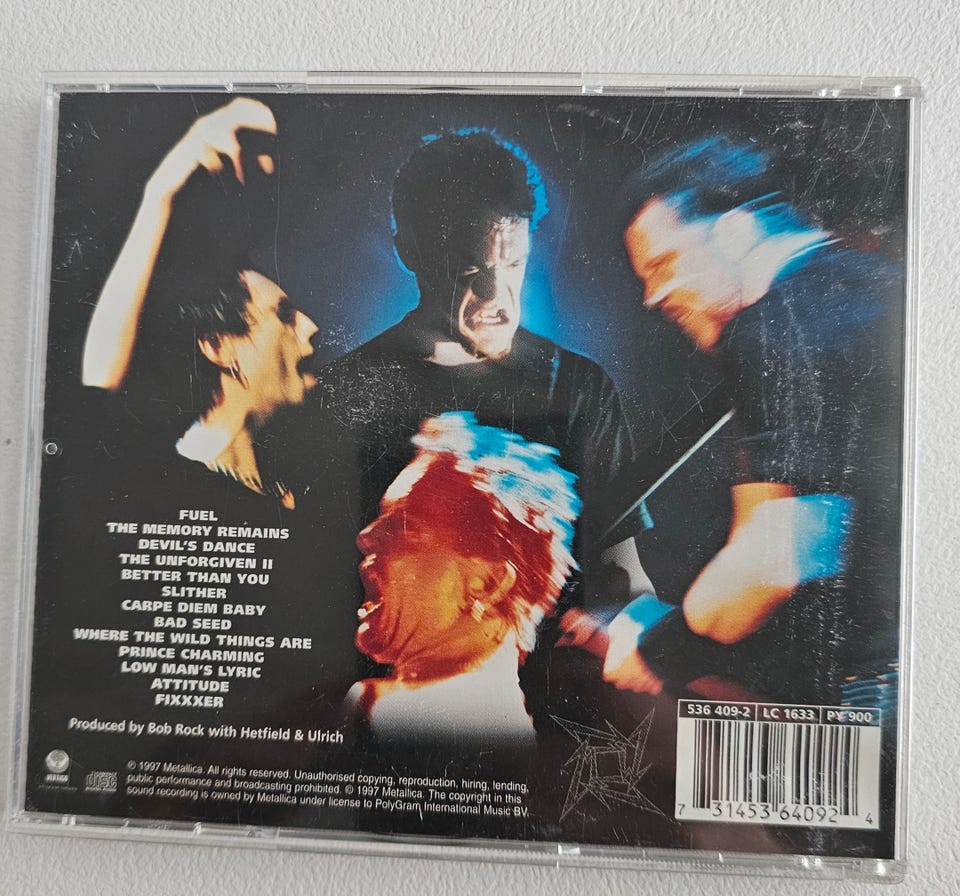 FUEL
THE MEMORY REMAINS
DEVIL'S DANCE
THE UNFORGIVEN II
BETTER THAN YOU
SLITHER
CARPE DIEM BABY
BAD SEED
WHERE THE WILD THINGS ARE
PRINCE CHARMING
LOW MAN'S LYRIC
ATTITUDE
FIXXXER
Produced by Bob Rock with Hetfield & Ulrich
VERTIGO
disc
℗ 1997 Metallica. All rights reserved. Unauthorised copying, reproduction, hiring, lending,
public performance and broadcasting prohibited. © 1997 Metallica. The copyright in this
sound recording is owned by Metallica under license to PolyGram International Music BV.
536 409-2 LC 1633 PY 900
7 31453 64092 4